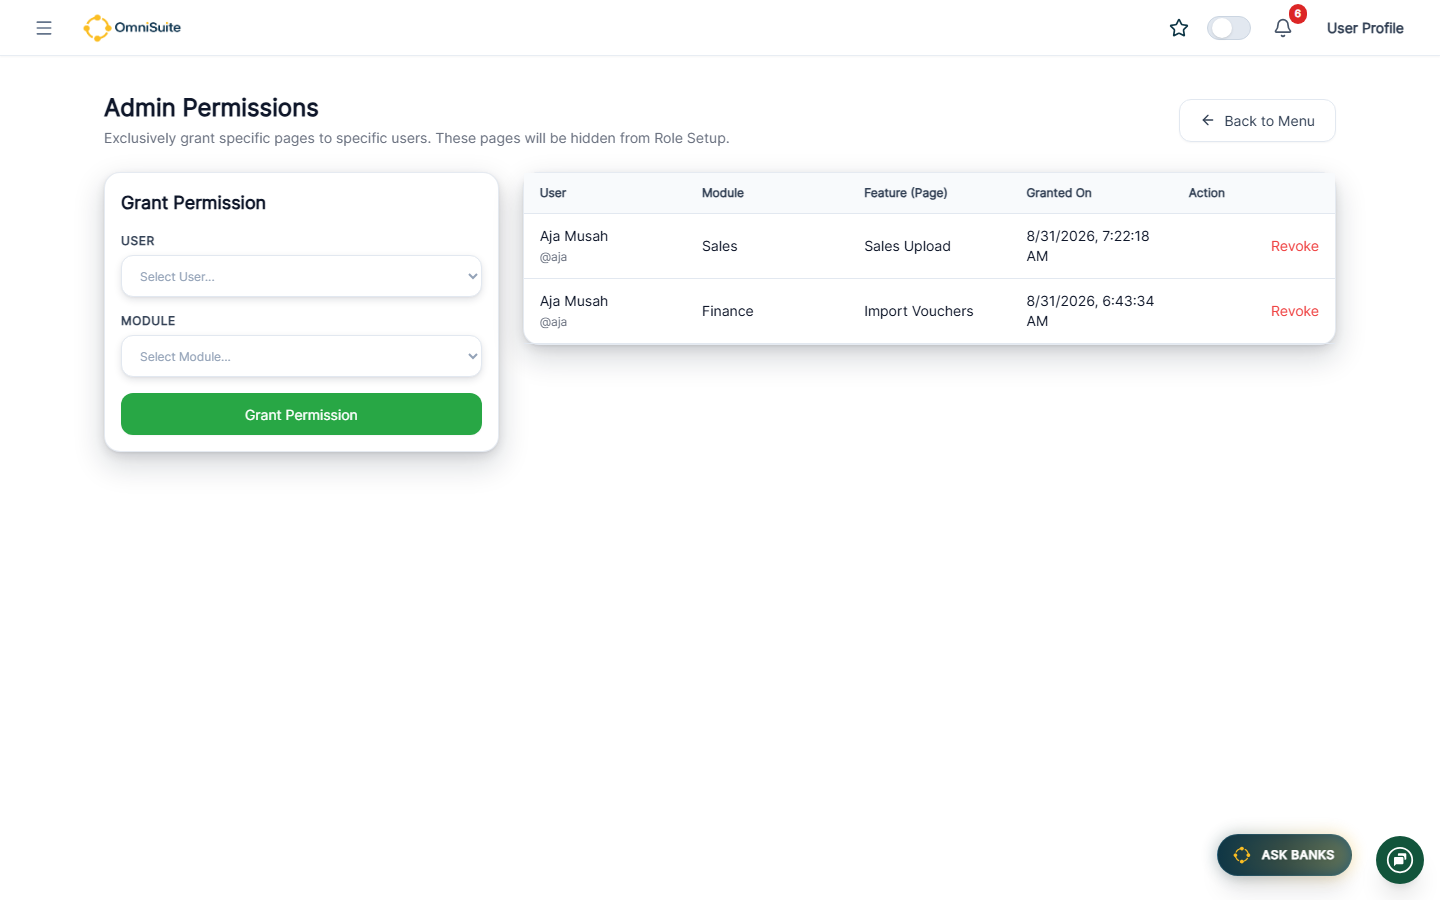 OmniSuite
6
User Profile
Admin Permissions
Exclusively grant specific pages to specific users. These pages will be hidden from Role Setup.
Back to Menu
Grant Permission
USER
Select User...
MODULE
Select Module...
Grant Permission
User Module Feature (Page) Granted On Action
Aja Musah
@aja
Sales
Sales Upload
8/31/2026, 7:22:18
AM
Revoke
Aja Musah
@aja
Finance
Import Vouchers
8/31/2026, 6:43:34
AM
Revoke
ASK BANKS